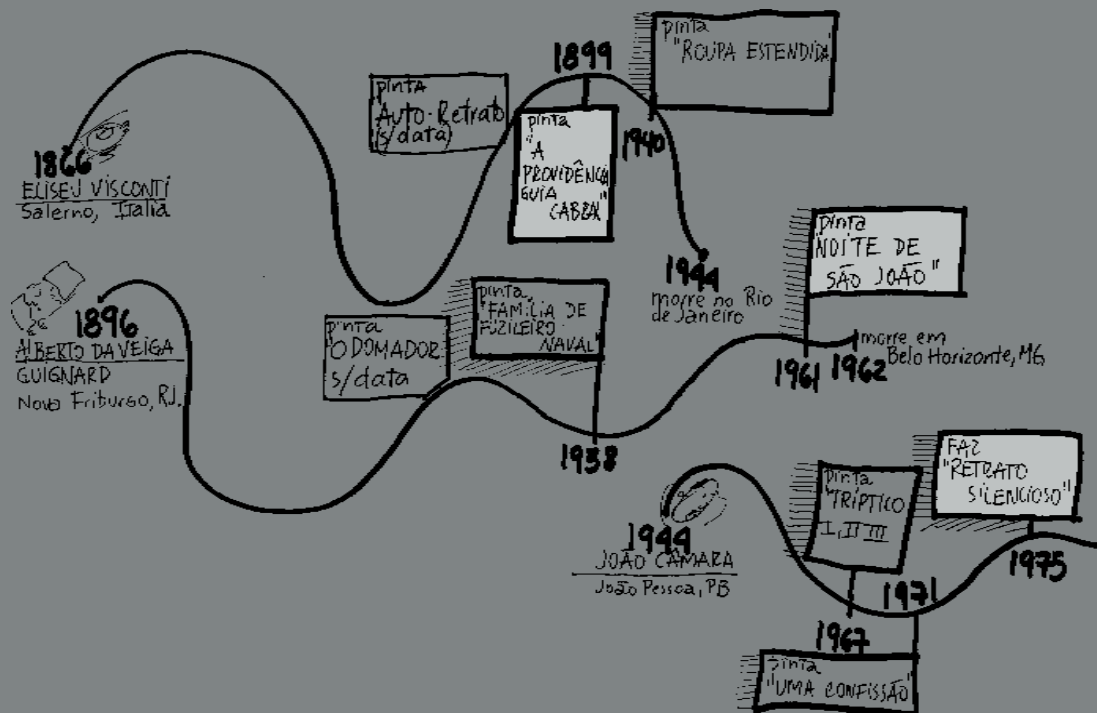 1866
ELISEU VISCONTI
Salerno, Italia
pinta
Auto-Retrato
(s/data)
1899
pinta
"A
PROVIDÊNCIA
GUIA
CABRAL"
1940
pinta
"ROUPA ESTENDIDA"
1944
morre no Rio
de Janeiro
1896
ALBERTO DA VEIGA
GUIGNARD
Nova Friburgo, RJ.
pinta
O DOMADOR
s/data
pinta
"FAMÍLIA DE
FUZILEIRO
NAVAL"
1938
pinta
NOITE DE
SÃO JOÃO"
1961
1962
morre em
Belo Horizonte, MG
1944
JOÃO CÂMARA
João Pessoa, PB
pinta
"TRÍPTICO
I, II III
1967
1971
pinta
"UMA CONFISSÃO"
FAZ
"RETRATO
SILENCIOSO"
1975